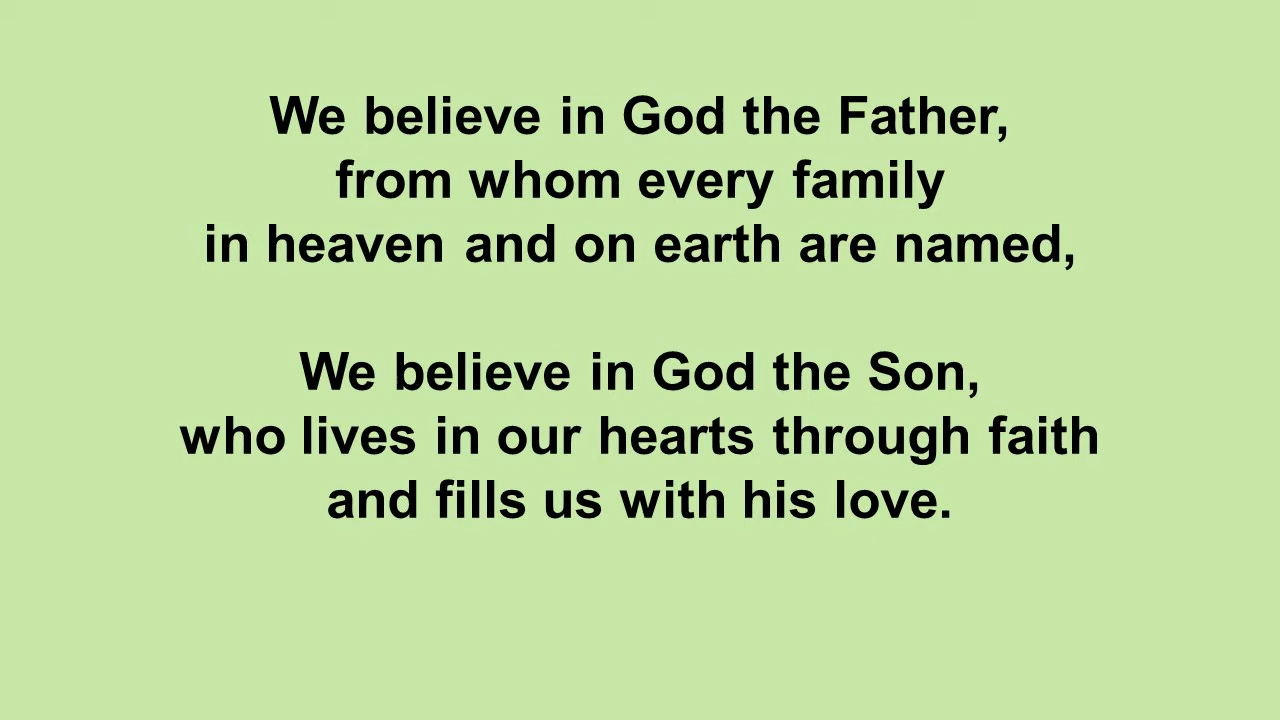 We believe in God the Father,
from whom every family
in heaven and on earth are named,
We believe in God the Son,
who lives in our hearts through faith
and fills us with his love.